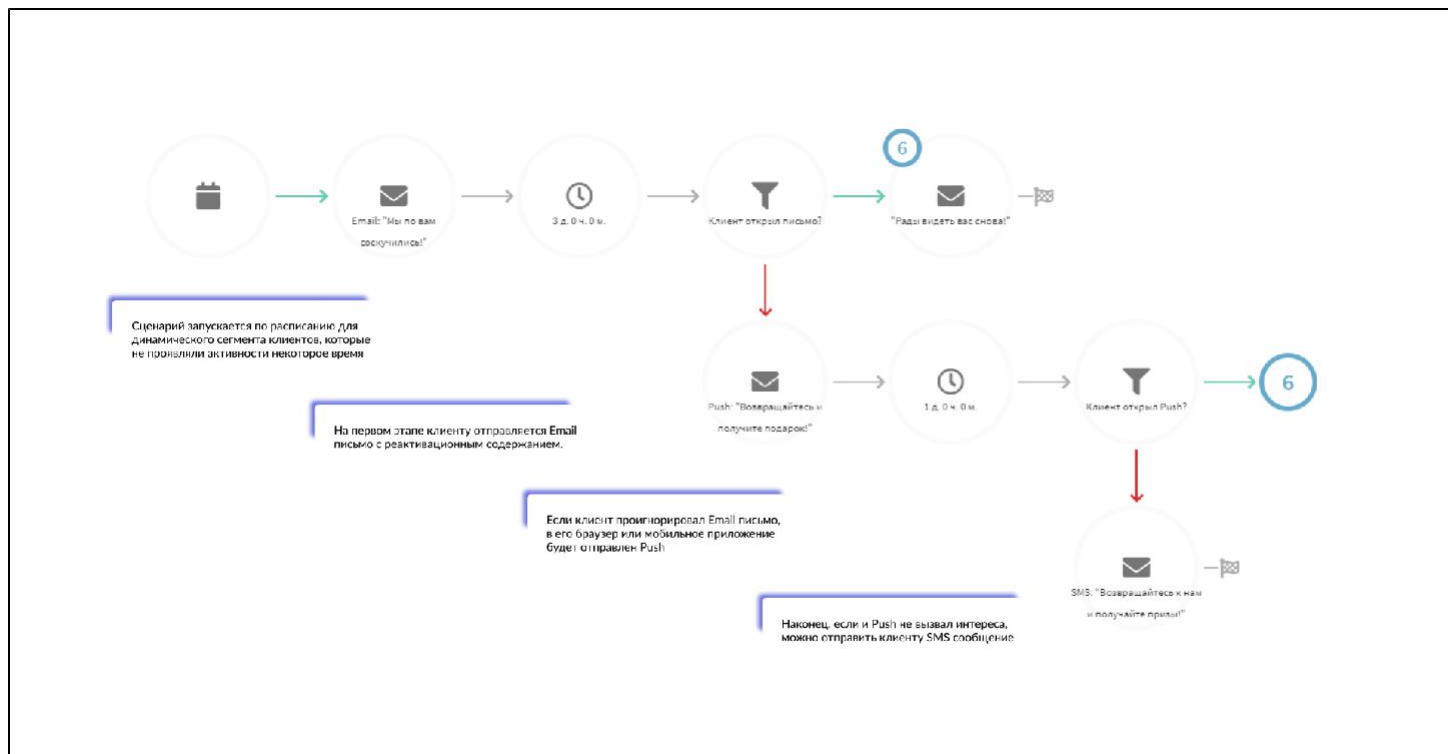 6
Email: "Мы по вам
соскучились!"
3 д. 0 ч. 0 м.
Клиент открыл письмо?
"Рады видеть вас снова!"
Сценарий запускается по расписанию для
динамического сегмента клиентов, которые
не проявляли активности некоторое время
Push: "Возвращайтесь и
получите подарок!"
1 д. 0 ч. 0 м.
Клиент открыл Push?
6
На первом этапе клиенту отправляется Email
письмо с реактивационным содержанием.
Если клиент проигнорировал Email письмо,
в его браузер или мобильное приложение
будет отправлен Push
SMS: "Возвращайтесь к нам
и получайте призы!"
Наконец, если и Push не вызвал интереса,
можно отправить клиенту SMS сообщение